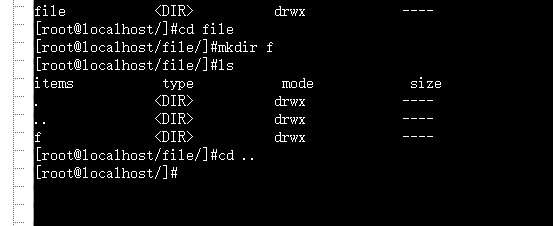 file <DIR> drwx ----
[root@localhost/]#cd file
[root@localhost/file/]#mkdir f
[root@localhost/file/]#ls
items type mode size
. <DIR> drwx ----
.. <DIR> drwx ----
f <DIR> drwx ----
[root@localhost/file/]#cd ..
[root@localhost/]#